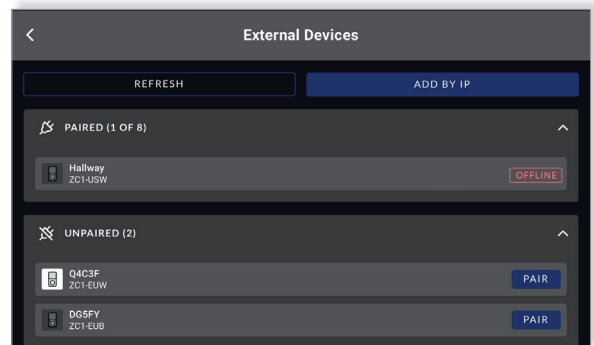 External Devices
REFRESH
ADD BY IP
PAIRED (1 OF 8)
Hallway
ZC1-USW
OFFLINE
UNPAIRED (2)
Q4C3F
ZC1-EUW
PAIR
DG5FY
ZC1-EUB
PAIR